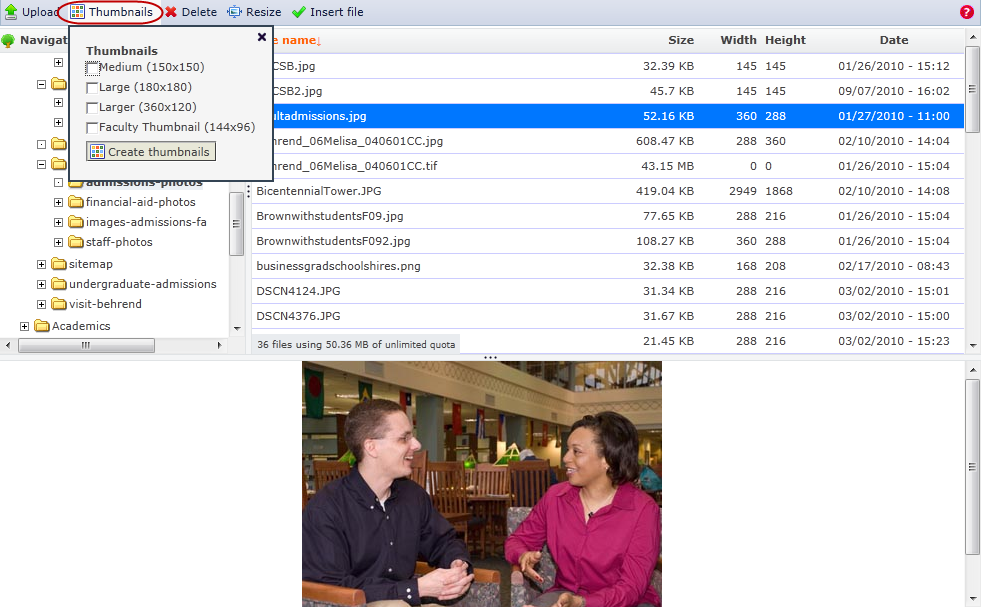 Upload Thumbnails Delete Resize Insert file ?
Navigat
Thumbnails
Medium (150x150)
Large (180x180)
Larger (360x120)
Faculty Thumbnail (144x96)
Create thumbnails
admissions-photos
financial-aid-photos
images-admissions-fa
staff-photos
sitemap
undergraduate-admissions
visit-behrend
Academics
e name↓ Size Width Height Date
CSB.jpg 32.39 KB 145 145 01/26/2010 - 15:12
CSB2.jpg 45.7 KB 145 145 09/07/2010 - 16:02
ultadmissions.jpg 52.16 KB 360 288 01/27/2010 - 11:00
hrend_06Melisa_040601CC.jpg 608.47 KB 288 360 02/10/2010 - 14:04
hrend_06Melisa_040601CC.tif 43.15 MB 0 0 01/26/2010 - 15:04
BicentennialTower.JPG 419.04 KB 2949 1868 02/10/2010 - 14:08
BrownwithstudentsF09.jpg 77.65 KB 288 216 01/26/2010 - 15:04
BrownwithstudentsF092.jpg 108.27 KB 360 288 01/26/2010 - 15:04
businessgradschoolshires.png 32.38 KB 168 208 02/17/2010 - 08:43
DSCN4124.JPG 31.34 KB 288 216 03/02/2010 - 15:01
DSCN4376.JPG 31.67 KB 288 216 03/02/2010 - 15:00
21.45 KB 288 216 03/02/2010 - 15:23
36 files using 50.36 MB of unlimited quota